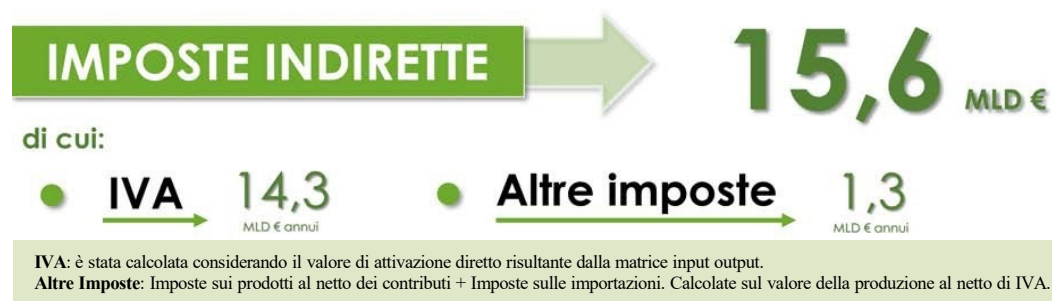 IMPOSTE INDIRETTE 15,6 MLD €
di cui:
IVA 14,3 MLD € annui
Altre imposte 1,3 MLD € annui
IVA: è stata calcolata considerando il valore di attivazione diretto risultante dalla matrice input output.
Altre Imposte: Imposte sui prodotti al netto dei contributi + Imposte sulle importazioni. Calcolate sul valore della produzione al netto di IVA.